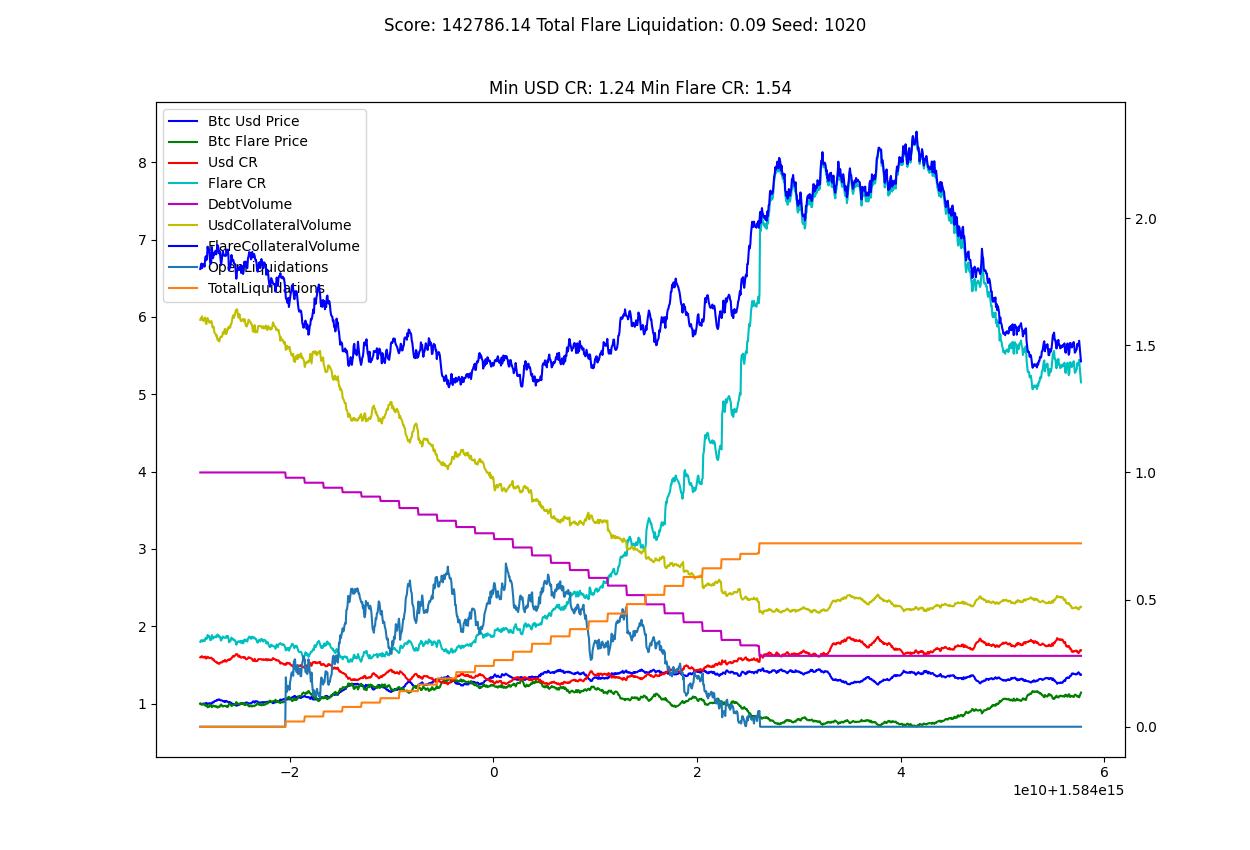 Score: 142786.14 Total Flare Liquidation: 0.09 Seed: 1020
Min USD CR: 1.24 Min Flare CR: 1.54
Btc Usd Price
Btc Flare Price
Usd CR
Flare CR
DebtVolume
UsdCollateralVolume
FlareCollateralVolume
OpenLiquidations
TotalLiquidations
8
7
6
5
4
3
2
1
2.0
1.5
1.0
0.5
0.0
−2
0
2
4
6
1e10+1.584e15